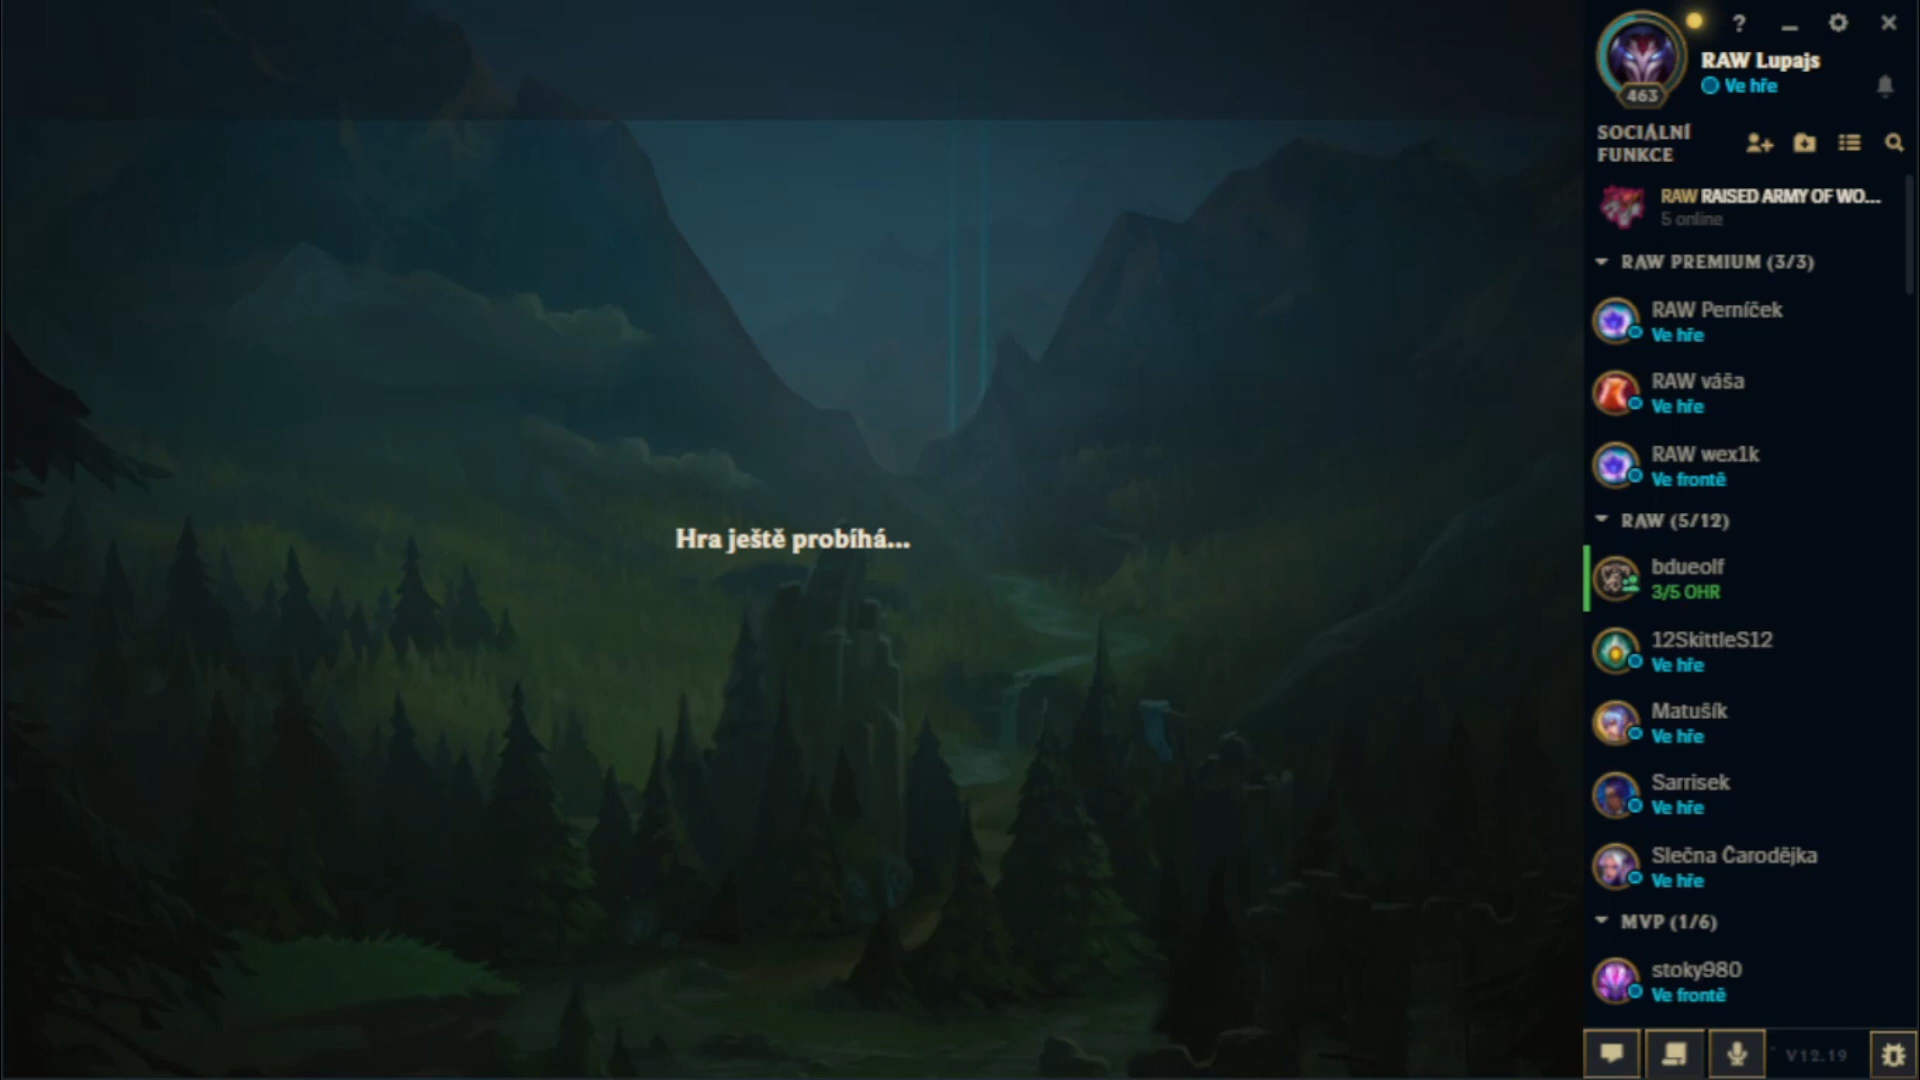 ?
RAW Lupajs
Ve hře
463
SOCIÁLNÍ
FUNKCE
RAW RAISED ARMY OF WO...
5 online
RAW PREMIUM (3/3)
RAW Perníček
Ve hře
RAW váša
Ve hře
RAW wex1k
Ve frontě
RAW (5/12)
bdueolf
3/5 OHR
12SkittleS12
Ve hře
Matušík
Ve hře
Sarrisek
Ve hře
Slečna Čarodějka
Ve hře
MVP (1/6)
stoky980
Ve frontě
V12.19
Hra ještě probíhá...